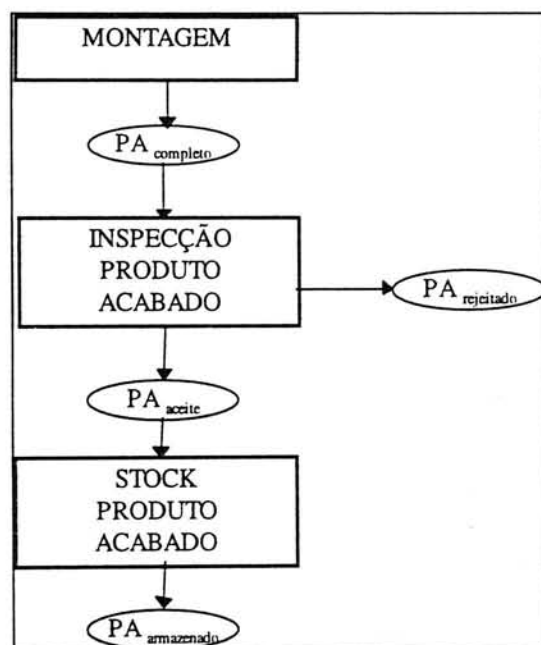 MONTAGEM
PA completo
INSPECÇÃO
PRODUTO
ACABADO
PA rejeitado
PA aceite
STOCK
PRODUTO
ACABADO
PA armazenado